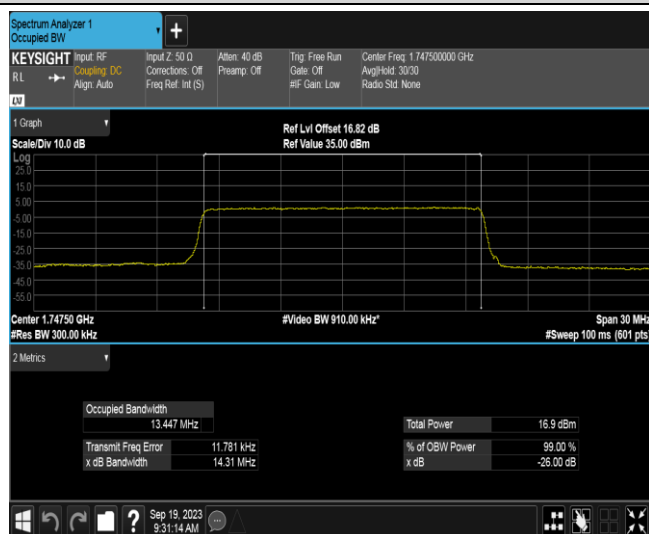 Spectrum Analyzer 1
Occupied BW
+
KEYSIGHT Input: RF Input Z: 50 Ω Atten: 40 dB Trig: Free Run Center Freq: 1.747500000 GHz
R L Coupling: DC Corrections: Off Preamp: Off Gate: Off Avg|Hold: 30/30
Align: Auto Freq Ref: Int (S) #IF Gain: Low Radio Std: None
LXI
1 Graph
Ref Lvl Offset 16.82 dB
Scale/Div 10.0 dB Ref Value 35.00 dBm
Log
25.0
15.0
5.00
-5.00
-15.0
-25.0
-35.0
-45.0
-55.0
Center 1.74750 GHz #Video BW 910.00 kHz* Span 30 MHz
#Res BW 300.00 kHz #Sweep 100 ms (601 pts)
2 Metrics
Occupied Bandwidth
13.447 MHz Total Power 16.9 dBm
Transmit Freq Error 11.781 kHz % of OBW Power 99.00 %
x dB Bandwidth 14.31 MHz x dB -26.00 dB
? Sep 19, 2023
9:31:14 AM